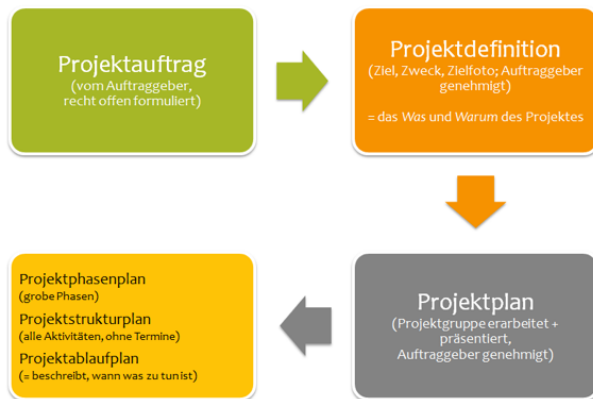 Projektauftrag
(vom Auftraggeber,
recht offen formuliert)
Projektdefinition
(Ziel, Zweck, Zielfoto; Auftraggeber
genehmigt)
= das Was und Warum des Projektes
Projektplan
(Projektgruppe erarbeitet +
präsentiert,
Auftraggeber genehmigt)
Projektphasenplan
(grobe Phasen)
Projektstrukturplan
(alle Aktivitäten, ohne Termine)
Projektablaufplan
(= beschreibt, wann was zu tun ist)